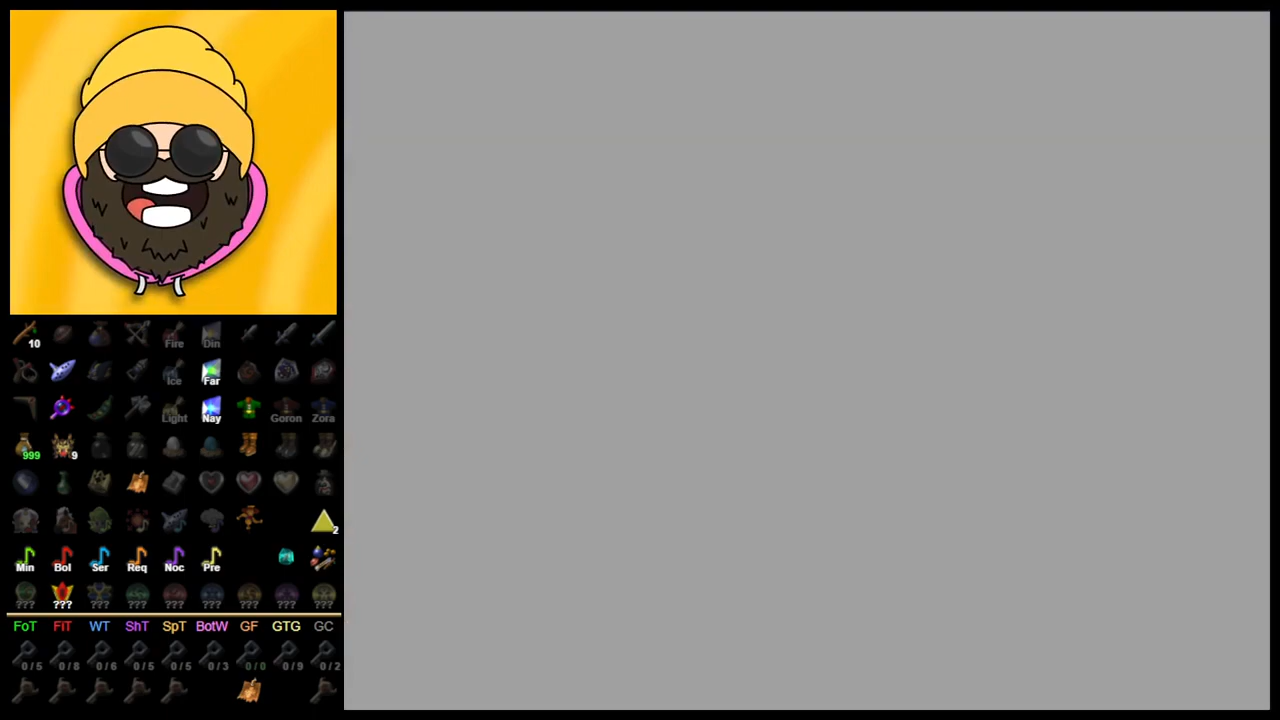 10 Fire Din
Ice Far
Light Nay Goron Zora
999 9
2
Min Bol Ser Req Noc Pre
??? ??? ??? ??? ??? ??? ??? ??? ???
FoT FiT WT ShT SpT BotW GF GTG GC
0/5 0/8 0/6 0/5 0/5 0/3 0/0 0/9 0/2